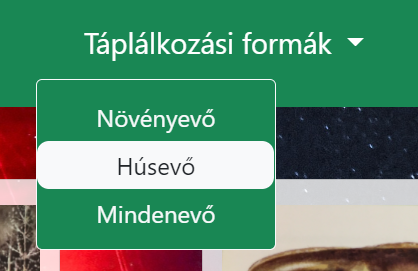 Táplálkozási formák
Növényevő
Húsevő
Mindenevő